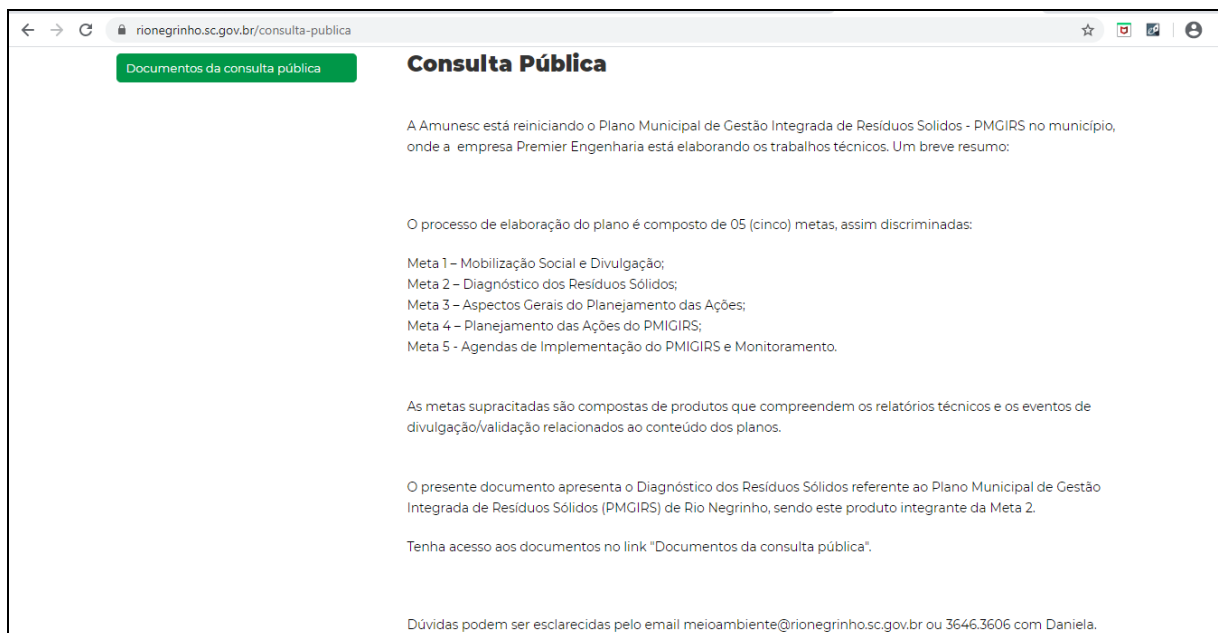 rionegrinho.sc.gov.br/consulta-publica
Documentos da consulta pública
Consulta Pública
A Amunesc está reiniciando o Plano Municipal de Gestão Integrada de Resíduos Solidos - PMGIRS no município,
onde a empresa Premier Engenharia está elaborando os trabalhos técnicos. Um breve resumo:
O processo de elaboração do plano é composto de 05 (cinco) metas, assim discriminadas:
Meta 1 – Mobilização Social e Divulgação;
Meta 2 – Diagnóstico dos Resíduos Sólidos;
Meta 3 – Aspectos Gerais do Planejamento das Ações;
Meta 4 – Planejamento das Ações do PMIGIRS;
Meta 5 - Agendas de Implementação do PMIGIRS e Monitoramento.
As metas supracitadas são compostas de produtos que compreendem os relatórios técnicos e os eventos de
divulgação/validação relacionados ao conteúdo dos planos.
O presente documento apresenta o Diagnóstico dos Resíduos Sólidos referente ao Plano Municipal de Gestão
Integrada de Resíduos Sólidos (PMGIRS) de Rio Negrinho, sendo este produto integrante da Meta 2.
Tenha acesso aos documentos no link "Documentos da consulta pública".
Dúvidas podem ser esclarecidas pelo email meioambiente@rionegrinho.sc.gov.br ou 3646.3606 com Daniela.